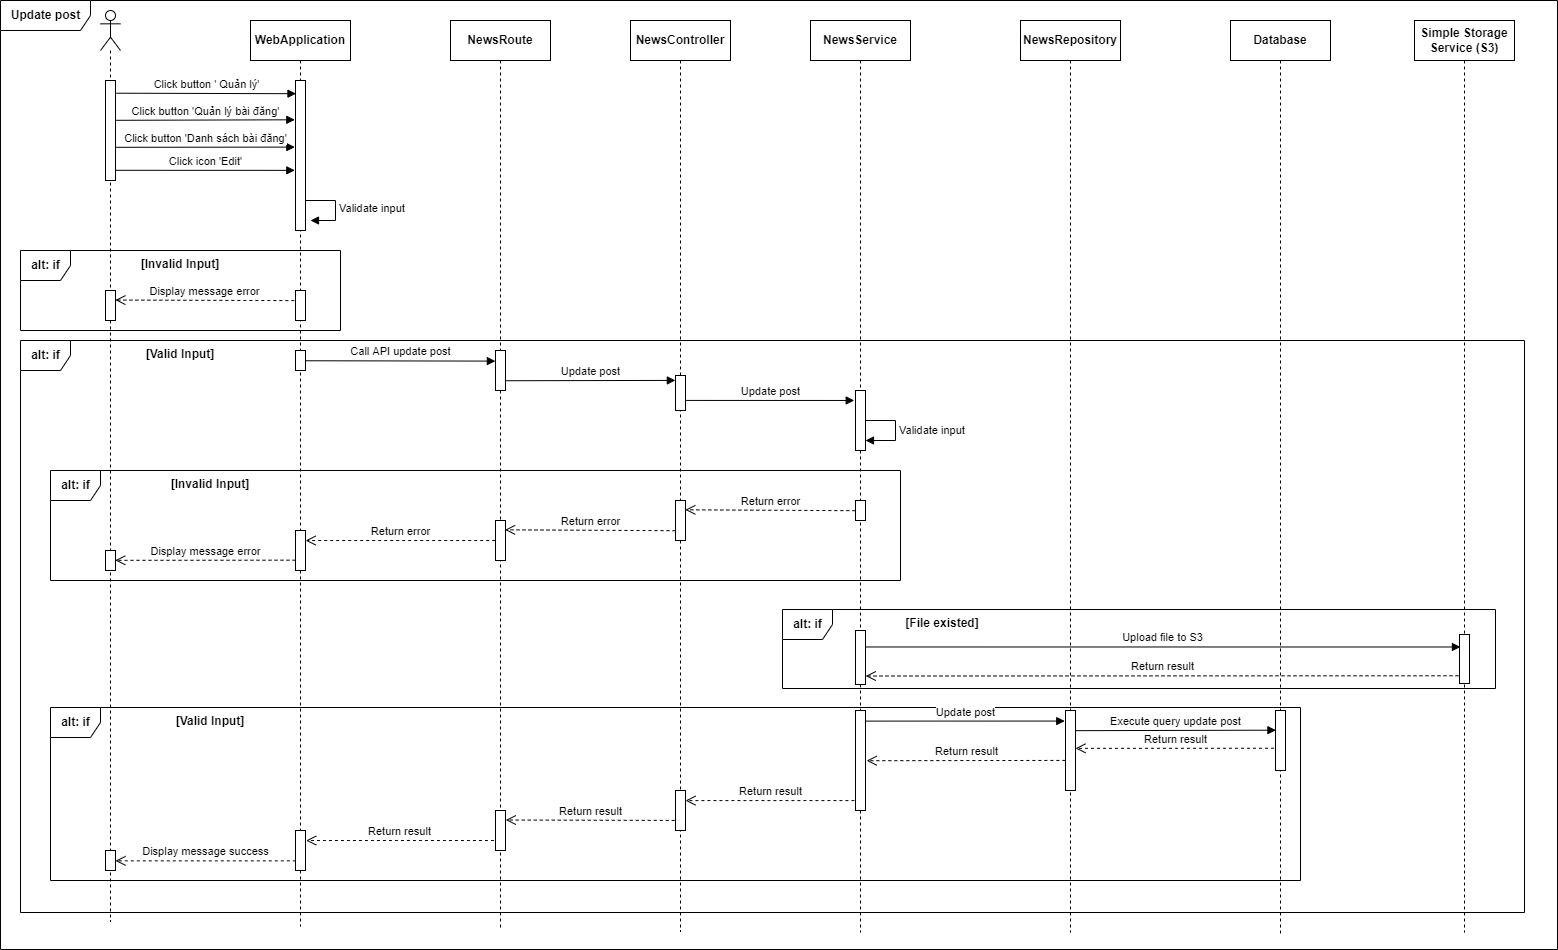 Update post
WebApplication
NewsRoute
NewsController
NewsService
NewsRepository
Database
Simple Storage
Service (S3)
Click button ' Quản lý'
Click button 'Quản lý bài đăng'
Click button 'Danh sách bài đăng'
Click icon 'Edit'
Validate input
alt: if
[Invalid Input]
Display message error
alt: if
[Valid Input]
Call API update post
Update post
Update post
Validate input
alt: if
[Invalid Input]
Return error
Return error
Return error
Display message error
alt: if
[File existed]
Upload file to S3
Return result
alt: if
[Valid Input]
Update post
Execute query update post
Return result
Return result
Return result
Return result
Return result
Display message success